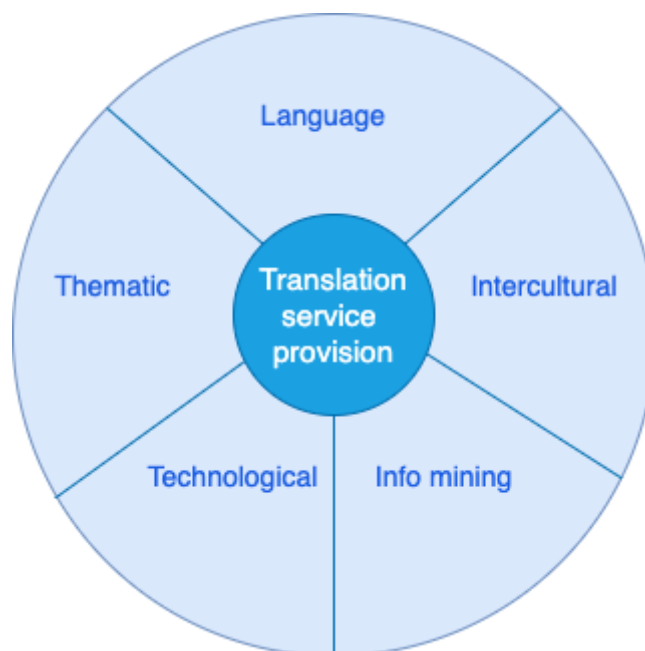 Language
Thematic
Translation
service
provision
Intercultural
Technological
Info mining